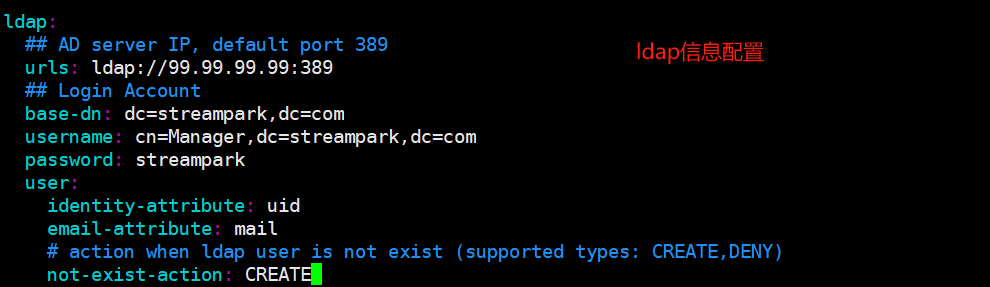 ldap:
## AD server IP, default port 389
ldap信息配置
urls: ldap://99.99.99.99:389
## Login Account
base-dn: dc=streampark,dc=com
username: cn=Manager,dc=streampark,dc=com
password: streampark
user:
identity-attribute: uid
email-attribute: mail
# action when ldap user is not exist (supported types: CREATE,DENY)
not-exist-action: CREATE